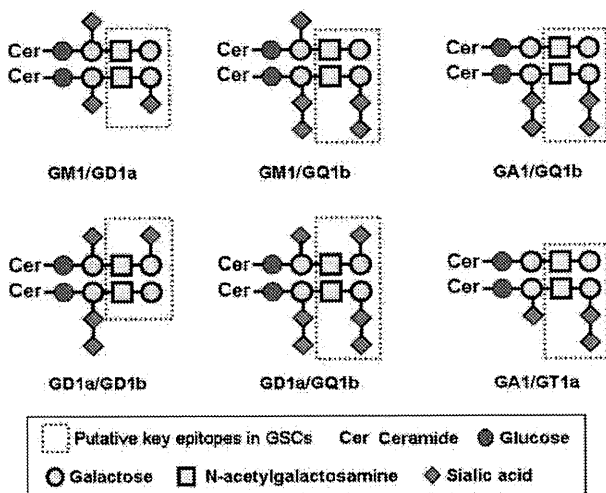 Cer Cer Cer
Cer Cer Cer
GM1/GD1a GM1/GQ1b GA1/GQ1b
Cer Cer Cer
Cer Cer Cer
GD1a/GD1b GD1a/GQ1b GA1/GT1a
Putative key epitopes in GSCs Cer Ceramide Glucose
Galactose N-acetylgalactosamine Sialic acid